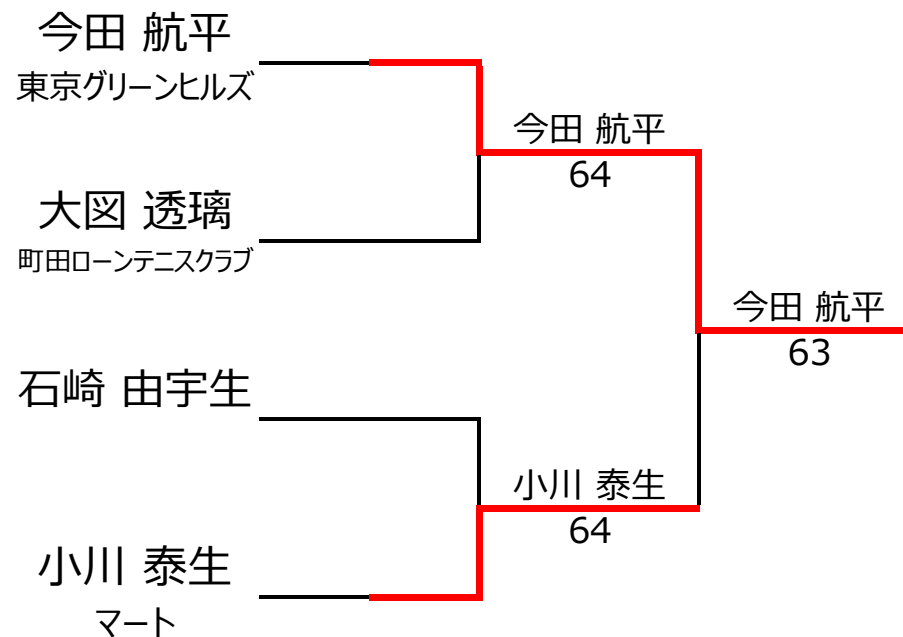 今田 航平
東京グリーンヒルズ
今田 航平
64
大図 透璃
町田ローンテニスクラブ
今田 航平
63
石崎 由宇生
小川 泰生
64
小川 泰生
マート